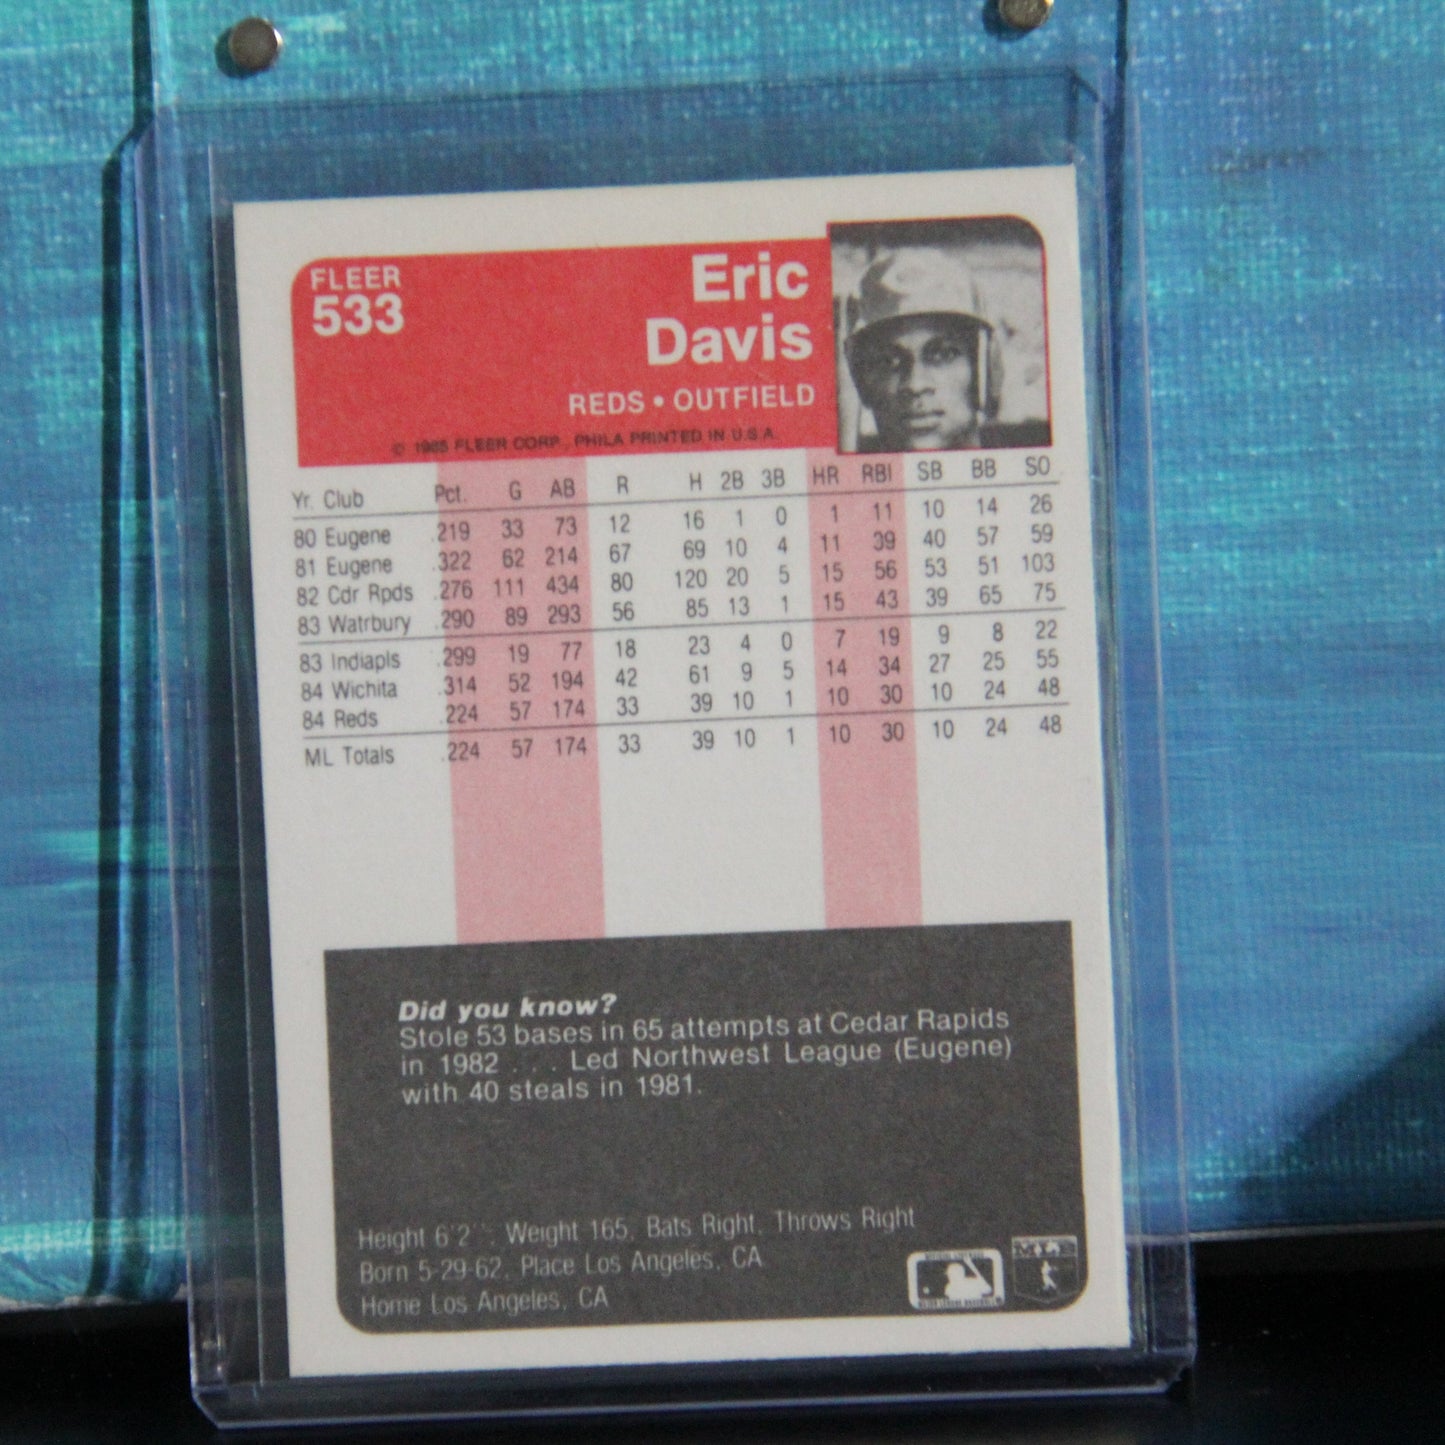 FLEER
533
Eric
Davis
REDS • OUTFIELD
© 1985 FLEER CORP., PHILA PRINTED IN U.S.A.
Yr. Club Pct. G AB R H 2B 3B HR RBI SB BB SO
80 Eugene .219 33 73 12 16 1 0 1 11 10 14 26
81 Eugene .322 62 214 67 69 10 4 11 39 40 57 59
82 Cdr Rpds .276 111 434 80 120 20 5 15 56 53 51 103
83 Watrbury .290 89 293 56 85 13 1 15 43 39 65 75
83 Indiapls .299 19 77 18 23 4 0 7 19 9 8 22
84 Wichita .314 52 194 42 61 9 5 14 34 27 25 55
84 Reds .224 57 174 33 39 10 1 10 30 10 24 48
ML Totals .224 57 174 33 39 10 1 10 30 10 24 48
Did you know?
Stole 53 bases in 65 attempts at Cedar Rapids
in 1982 . . . Led Northwest League (Eugene)
with 40 steals in 1981.
Height 6'2'', Weight 165, Bats Right, Throws Right
Born 5-29-62, Place Los Angeles, CA
Home Los Angeles, CA
MLB